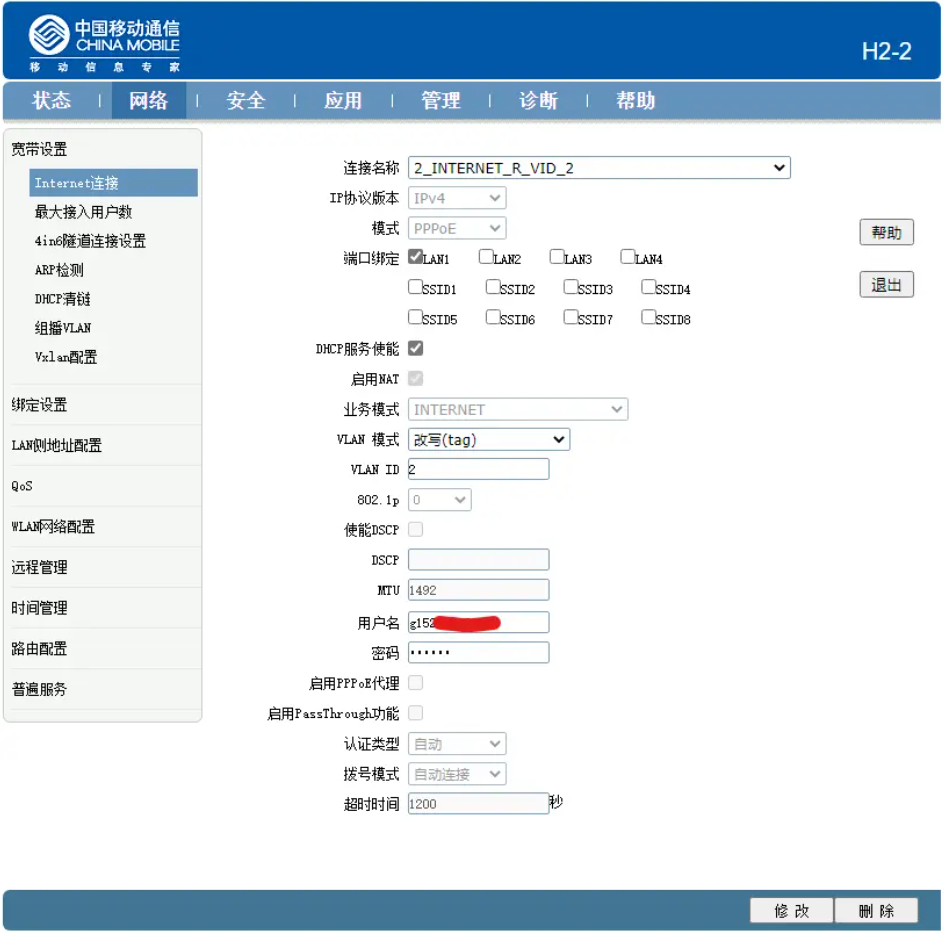 中国移动通信
CHINA MOBILE
移动信息专家
H2-2
状态 | 网络 | 安全 | 应用 | 管理 | 诊断 | 帮助
宽带设置
Internet连接
最大接入用户数
4in6隧道连接设置
ARP检测
DHCP清链
组播VLAN
Vxlan配置
绑定设置
LAN侧地址配置
QoS
WLAN网络配置
远程管理
时间管理
路由配置
普遍服务
连接名称 2_INTERNET_R_VID_2
IP协议版本 IPv4
模式 PPPoE
端口绑定 LAN1 LAN2 LAN3 LAN4
SSID1 SSID2 SSID3 SSID4
SSID5 SSID6 SSID7 SSID8
DHCP服务使能
启用NAT
业务模式 INTERNET
VLAN 模式 改写(tag)
VLAN ID 2
802.1p 0
使能DSCP
DSCP
MTU 1492
用户名 g152
密码 ••••••
启用PPPoE代理
启用PassThrough功能
认证类型 自动
拨号模式 自动连接
超时时间 1200 秒
帮助
退出
修 改 删 除